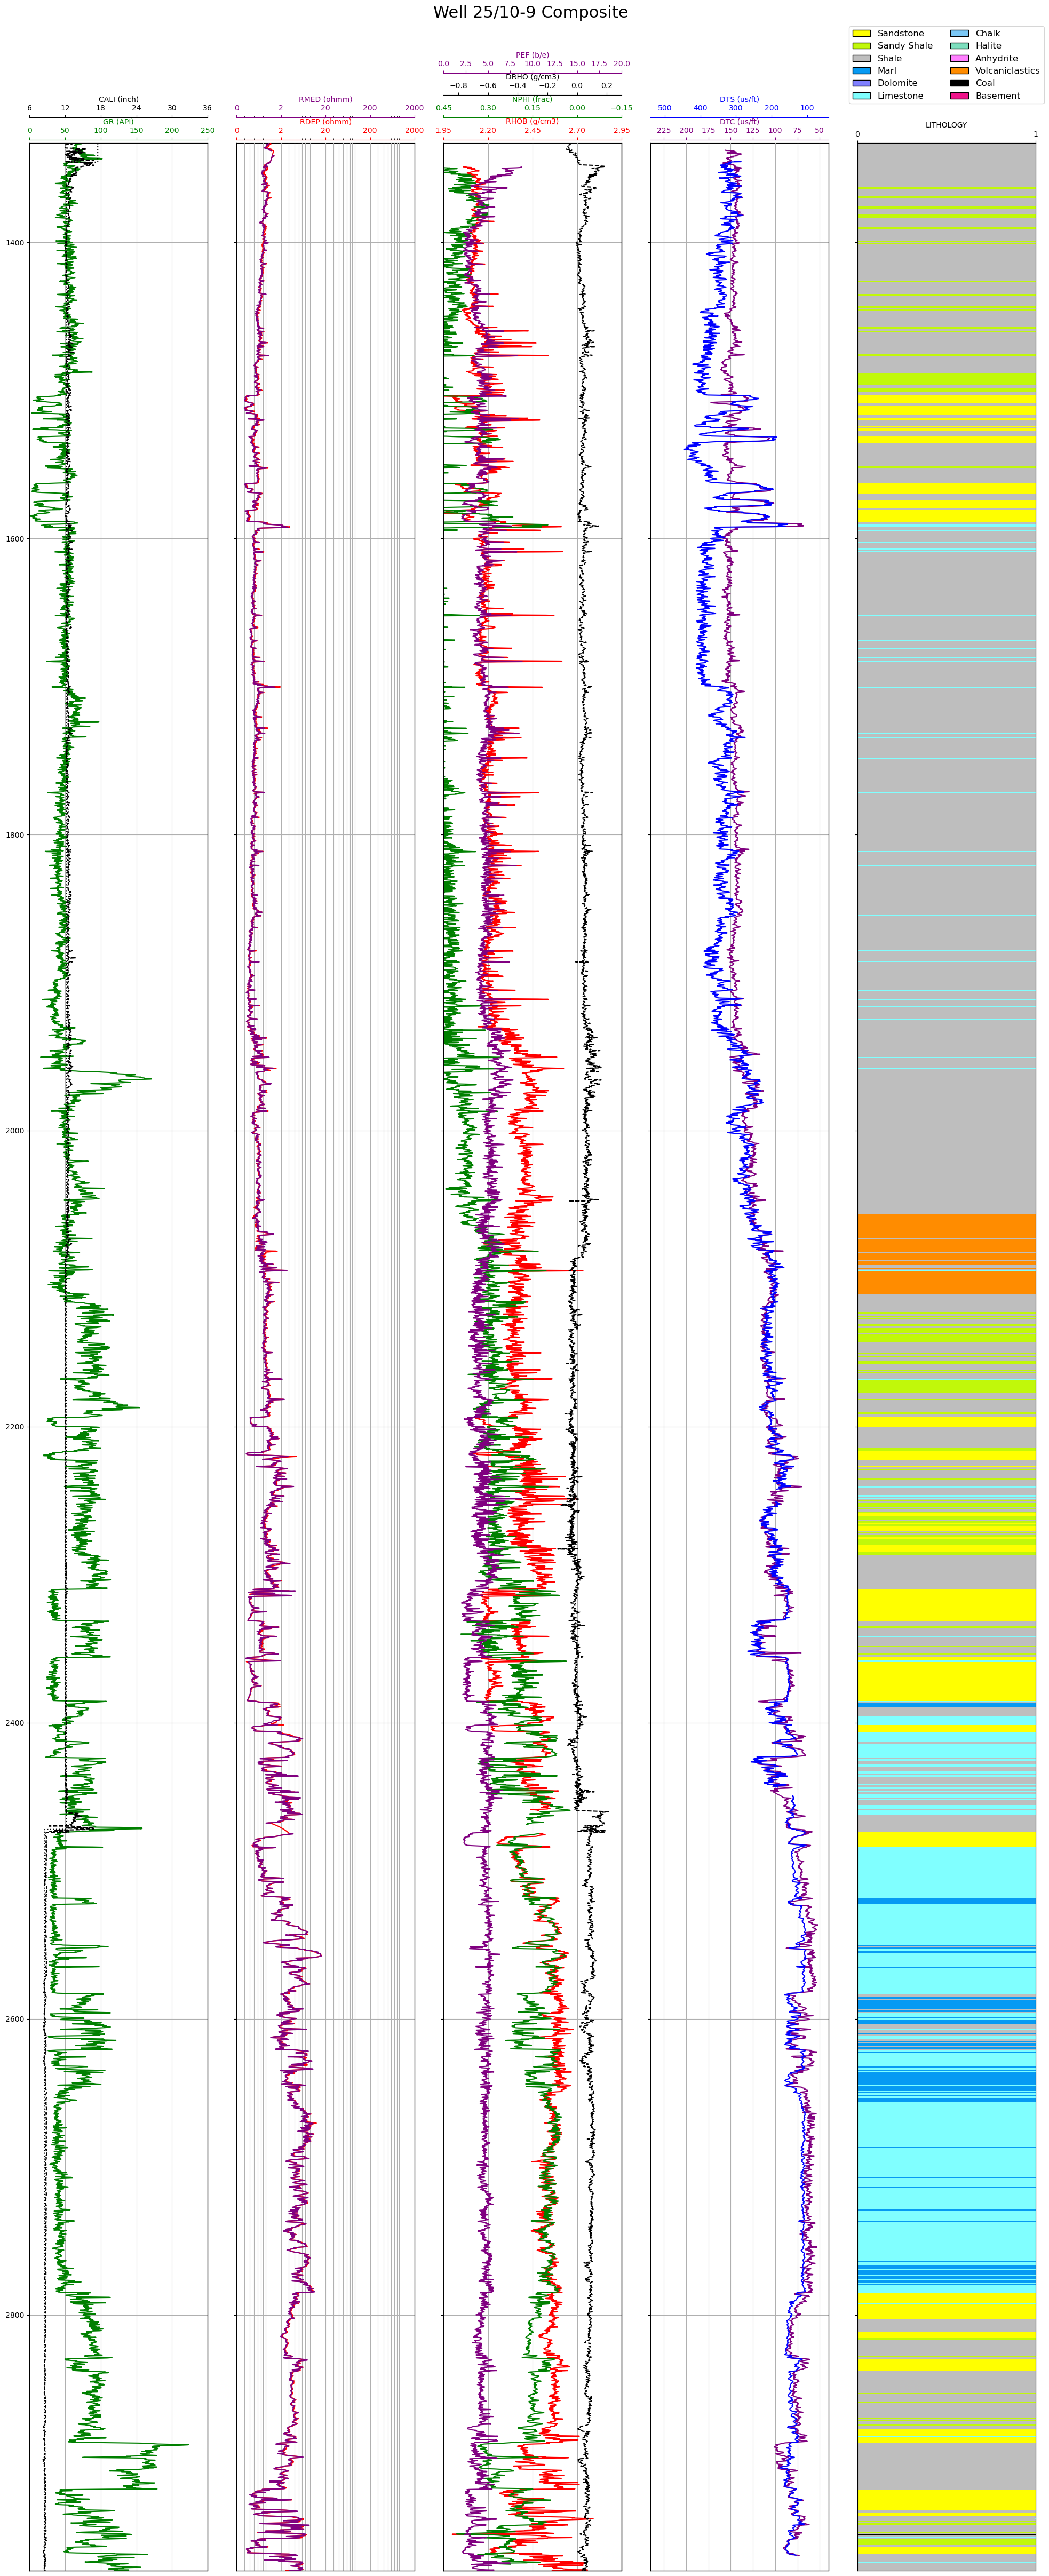 Well 25/10-9 Composite
Sandstone Chalk
Sandy Shale Halite
Shale Anhydrite
Marl Volcaniclastics
Dolomite Coal
Limestone Basement
PEF (b/e)
0.0 2.5 5.0 7.5 10.0 12.5 15.0 17.5 20.0
DRHO (g/cm3)
−0.8 −0.6 −0.4 −0.2 0.0 0.2
CALI (inch) RMED (ohmm) NPHI (frac) DTS (us/ft)
6 12 18 24 30 36 0 2 20 200 2000 0.45 0.30 0.15 0.00 −0.15 500 400 300 200 100
GR (API) RDEP (ohmm) RHOB (g/cm3) DTC (us/ft) LITHOLOGY
0 50 100 150 200 250 0 2 20 200 2000 1.95 2.20 2.45 2.70 2.95 225 200 175 150 125 100 75 50 0 1
1400
1600
1800
2000
2200
2400
2600
2800